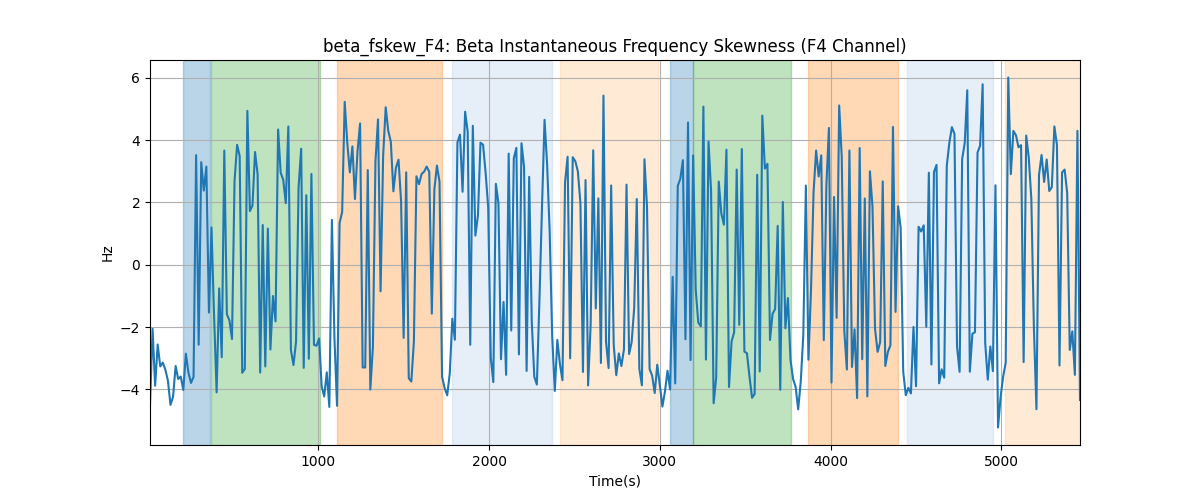 beta_fskew_F4: Beta Instantaneous Frequency Skewness (F4 Channel)
6
4
2
0
−2
−4
Hz
1000 2000 3000 4000 5000
Time(s)